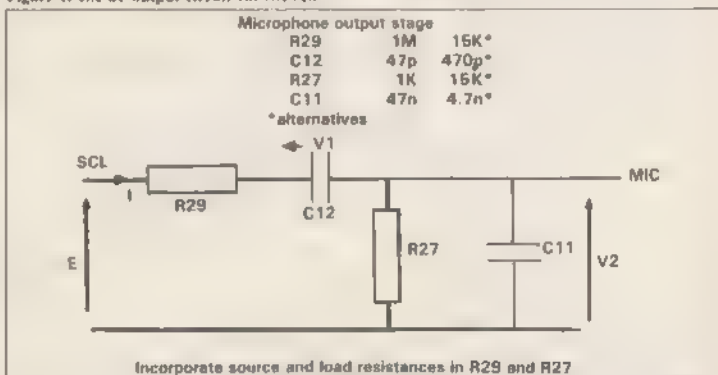 Microphone output stage
R29 1M 15K*
C12 47p 470p*
R27 1K 15K*
C11 47n 4.7n*
*alternatives
V1
SCL
MIC
I
R29
C12
R27
C11
E
V2
Incorporate source and load resistances in R29 and R27